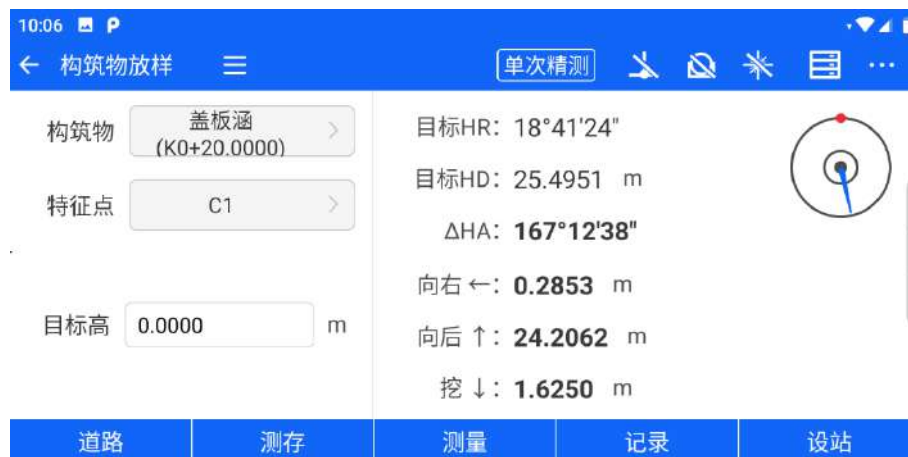 10:06
构筑物放样
单次精测
构筑物
盖板涵
(K0+20.0000)
特征点 C1
目标高 0.0000 m
目标HR: 18°41'24"
目标HD: 25.4951 m
ΔHA: 167°12'38"
向右 ←: 0.2853 m
向后 ↑: 24.2062 m
挖 ↓: 1.6250 m
道路 测存 测量 记录 设站